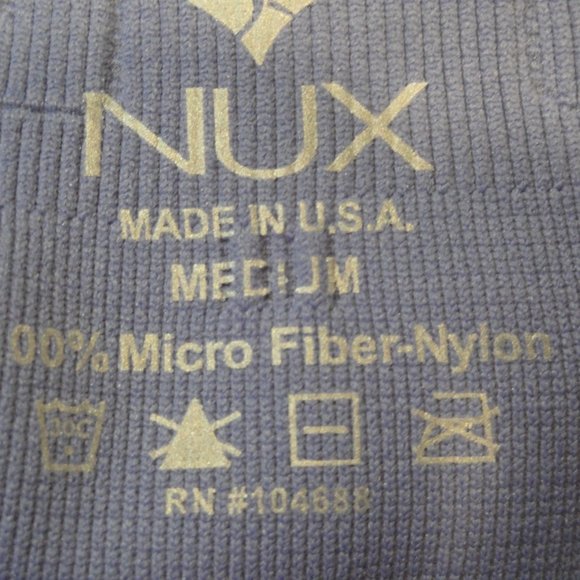 NUX
MADE IN U.S.A.
MEDIUM
00% Micro Fiber-Nylon
RN #104688